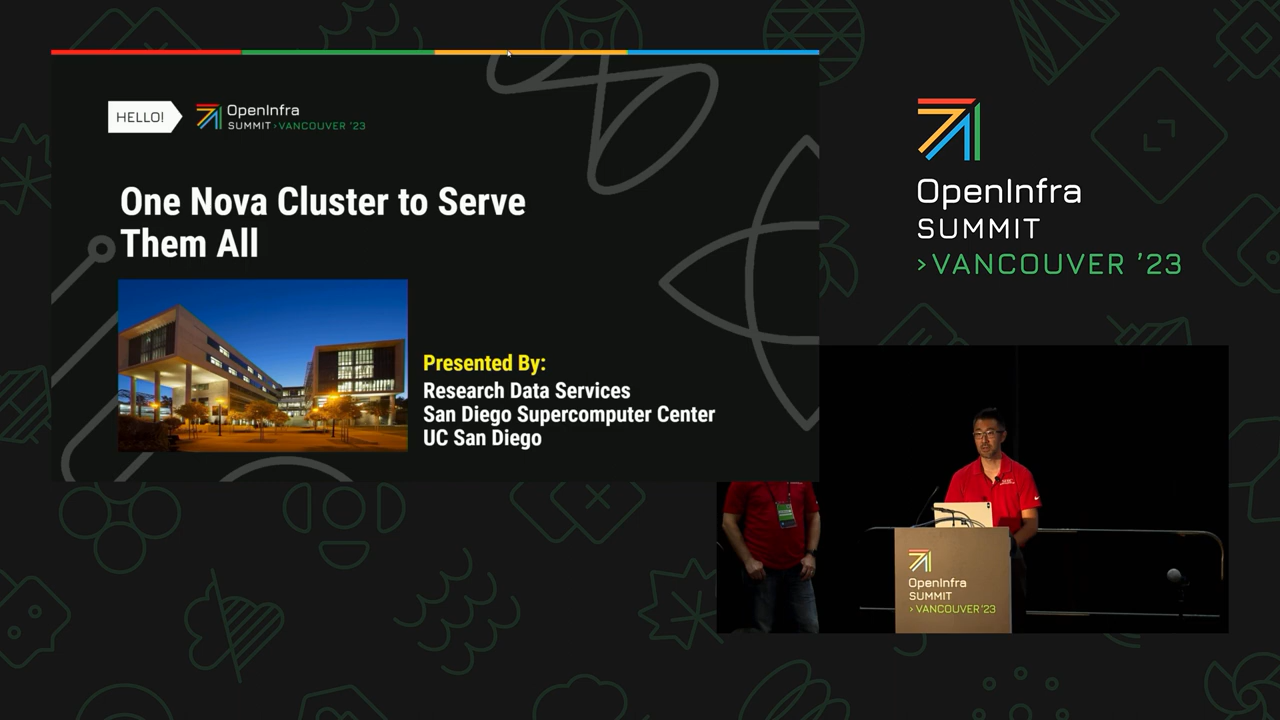 HELLO!
OpenInfra
SUMMIT >VANCOUVER '23
One Nova Cluster to Serve
Them All
Presented By:
Research Data Services
San Diego Supercomputer Center
UC San Diego
OpenInfra
SUMMIT
>VANCOUVER '23
OpenInfra
SUMMIT
>VANCOUVER '23